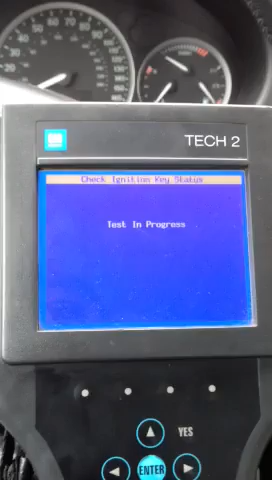 TECH 2
Check Ignition Key Status
Test In Progress
YES
ENTER